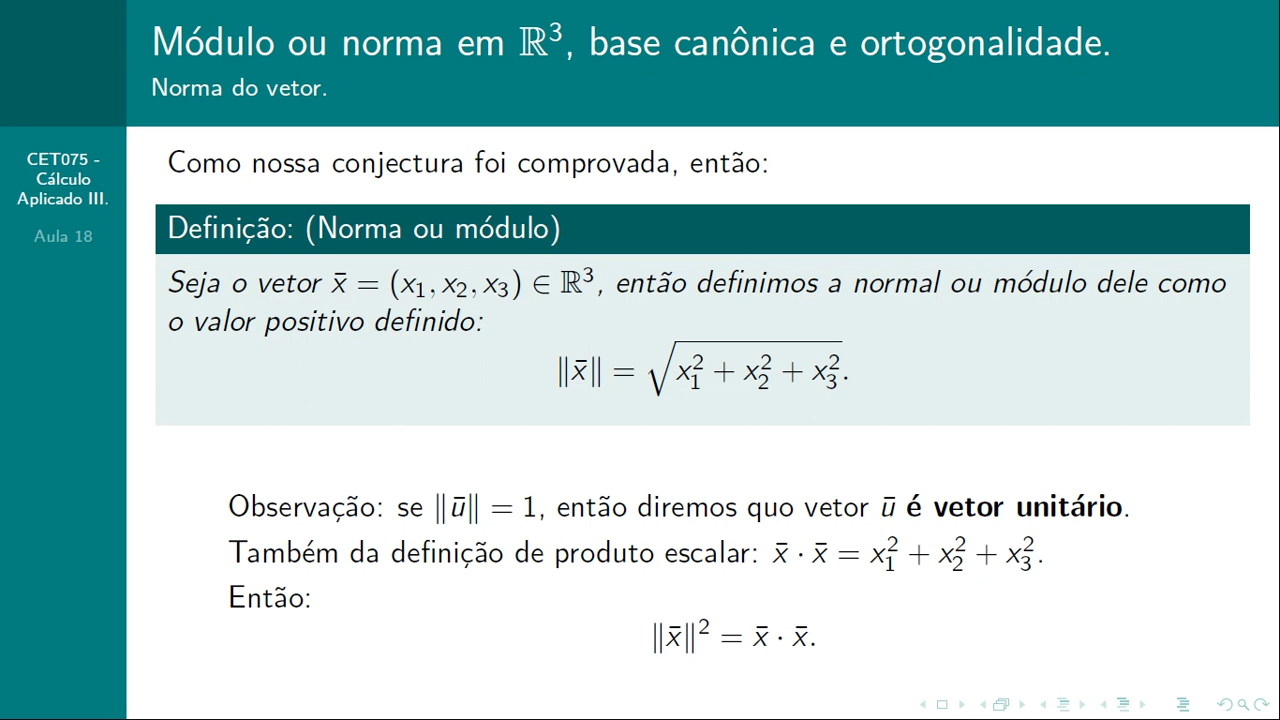 Módulo ou norma em ℝ³, base canônica e ortogonalidade.
Norma do vetor.
CET075 -
Cálculo
Aplicado III.
Aula 18
Como nossa conjectura foi comprovada, então:
Definição: (Norma ou módulo)
Seja o vetor x̄ = (x₁, x₂, x₃) ∈ ℝ³, então definimos a normal ou módulo dele como
o valor positivo definido:
‖x̄‖ = √(x₁² + x₂² + x₃²).
Observação: se ‖ū‖ = 1, então diremos quo vetor ū é vetor unitário.
Também da definição de produto escalar: x̄ · x̄ = x₁² + x₂² + x₃².
Então:
‖x̄‖² = x̄ · x̄.